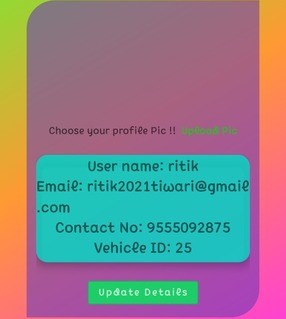 Choose your profile Pic !! Upload Pic
User name: ritik
Email: ritik2021tiwari@gmail
.com
Contact No: 9555092875
Vehicle ID: 25
Update Details